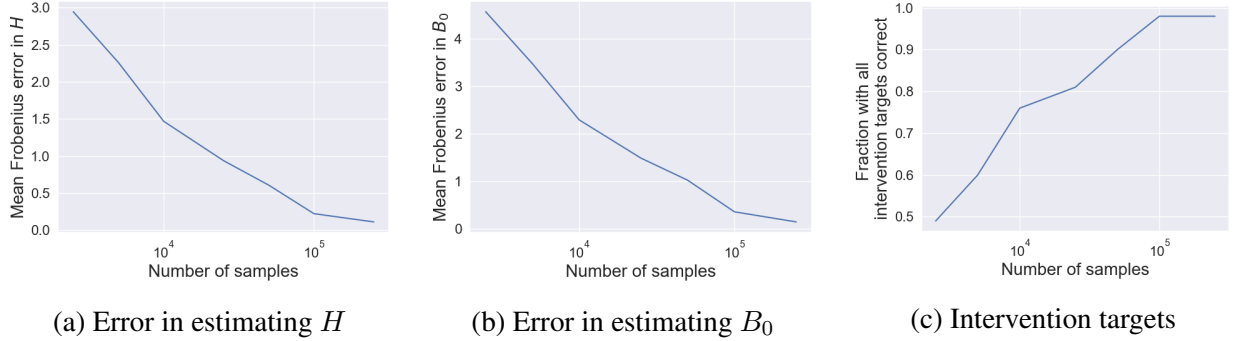 Mean Frobenius error in H
3.0
2.5
2.0
1.5
1.0
0.5
0.0
10^4
10^5
Number of samples
(a) Error in estimating H
Mean Frobenius error in B_0
4
3
2
1
0
10^4
10^5
Number of samples
(b) Error in estimating B_0
Fraction with all
intervention targets correct
1.0
0.9
0.8
0.7
0.6
0.5
10^4
10^5
Number of samples
(c) Intervention targets